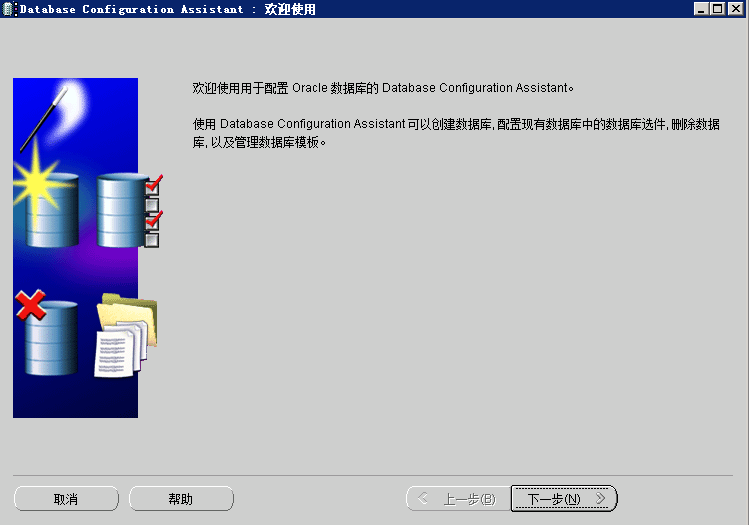 Database Configuration Assistant : 欢迎使用
欢迎使用用于配置 Oracle 数据库的 Database Configuration Assistant。
使用 Database Configuration Assistant 可以创建数据库, 配置现有数据库中的数据库选件, 删除数据
库, 以及管理数据库模板。
取消
帮助
上一步(B)
下一步(N)